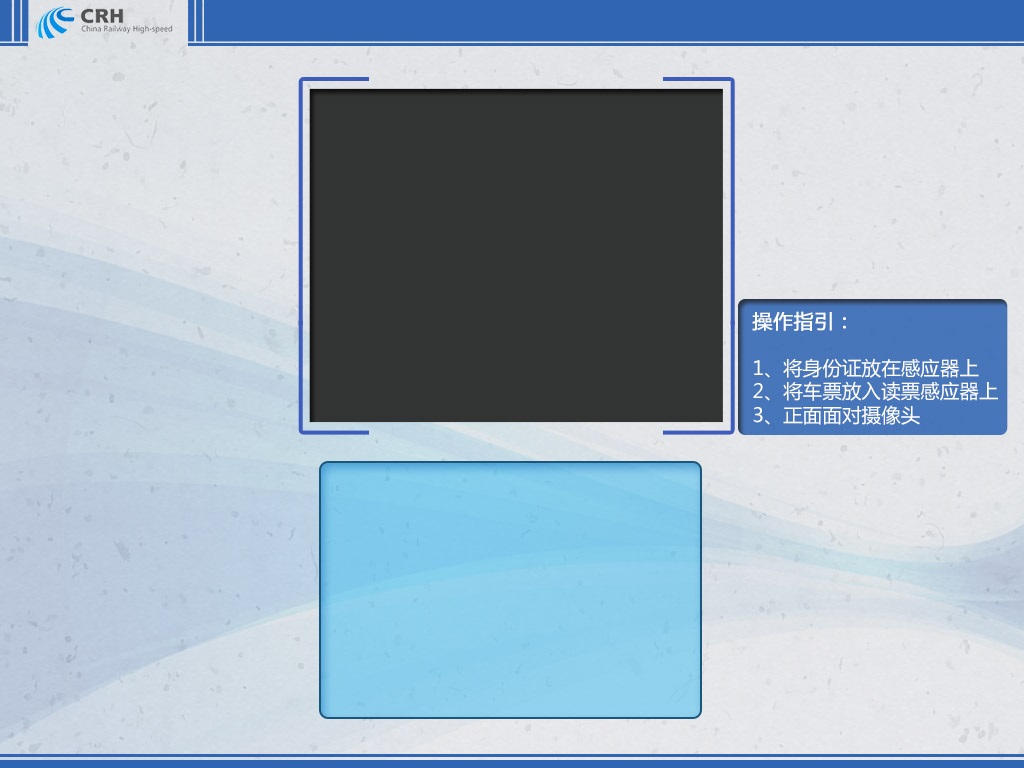 CRH
China Railway High-speed
操作指引：
1、将身份证放在感应器上
2、将车票放入读票感应器上
3、正面面对摄像头